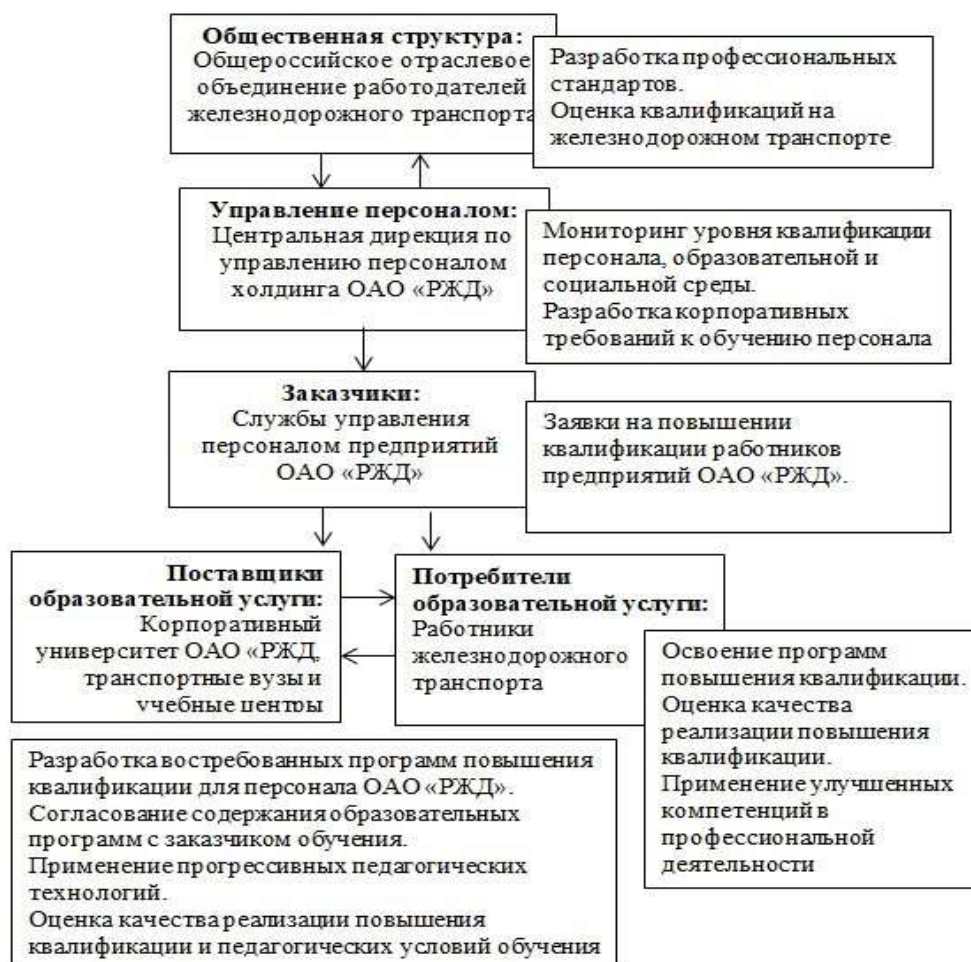 Общественная структура:
Общероссийское отраслевое
объединение работодателей
железнодорожного транспорта
Разработка профессиональных
стандартов.
Оценка квалификаций на
железнодорожном транспорте
Управление персоналом:
Центральная дирекция по
управлению персоналом
холдинга ОАО «РЖД»
Мониторинг уровня квалификации
персонала, образовательной и
социальной среды.
Разработка корпоративных
требований к обучению персонала
Заказчики:
Службы управления
персоналом предприятий
ОАО «РЖД»
Заявки на повышении
квалификации работников
предприятий ОАО «РЖД».
Поставщики
образовательной услуги:
Корпоративный
университет ОАО «РЖД,
транспортные вузы и
учебные центры
Потребители
образовательной услуги:
Работники
железнодорожного
транспорта
Освоение программ
повышения квалификации.
Оценка качества
реализации повышения
квалификации.
Применение улучшенных
компетенций в
профессиональной
деятельности
Разработка востребованных программ повышения
квалификации для персонала ОАО «РЖД».
Согласование содержания образовательных
программ с заказчиком обучения.
Применение прогрессивных педагогических
технологий.
Оценка качества реализации повышения
квалификации и педагогических условий обучения